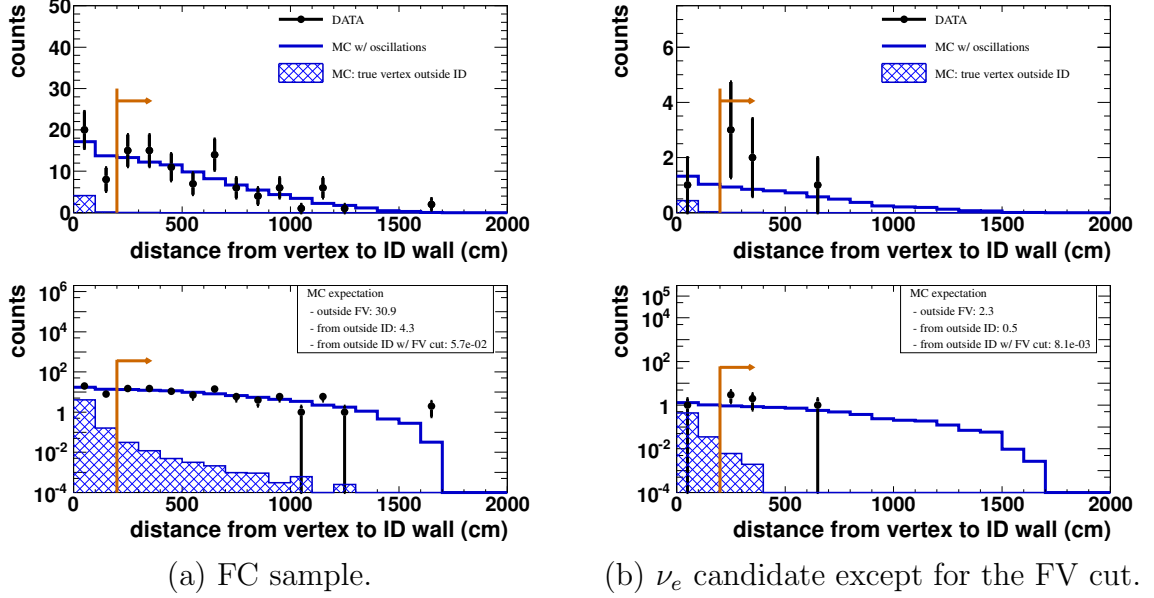 50
40
30
20
10
0
counts
DATA
MC w/ oscillations
MC: true vertex outside ID
0 500 1000 1500 2000
distance from vertex to ID wall (cm)
6
4
2
0
counts
DATA
MC w/ oscillations
MC: true vertex outside ID
0 500 1000 1500 2000
distance from vertex to ID wall (cm)
10^6
10^4
10^2
1
10^-2
10^-4
counts
MC expectation
- outside FV: 30.9
- from outside ID: 4.3
- from outside ID w/ FV cut: 5.7e-02
0 500 1000 1500 2000
distance from vertex to ID wall (cm)
10^5
10^4
10^2
1
10^-2
10^-4
counts
MC expectation
- outside FV: 2.3
- from outside ID: 0.5
- from outside ID w/ FV cut: 8.1e-03
0 500 1000 1500 2000
distance from vertex to ID wall (cm)
(a) FC sample.
(b) ν_e candidate except for the FV cut.